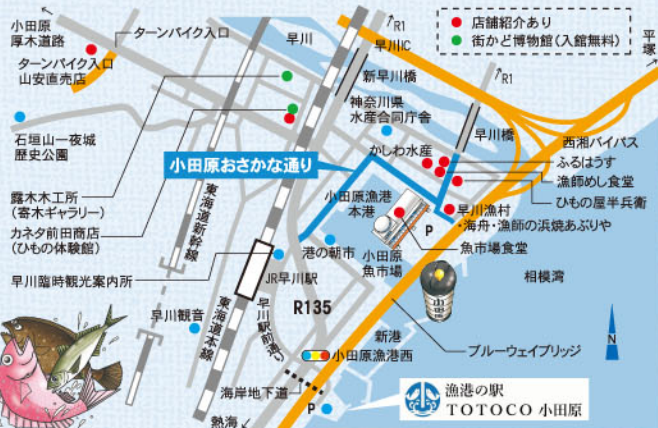 小田原
厚木道路
ターンバイク入口
早川
R1
早川IC
店舗紹介あり
街かど博物館(入館無料)
平塚
ターンバイク入口
山安直売店
新早川橋
R1
神奈川県
水産合同庁舎
早川橋
石垣山一夜城
歴史公園
かしわ水産
西湘バイパス
ふるはうす
小田原おさかな通り
漁師めし食堂
ひもの屋半兵衛
露木木工所
(寄木ギャラリー)
小田原漁港
本港
P
早川漁村
・海舟・漁師の浜焼あぶりや
カネタ前田商店
(ひもの体験館)
東海道新幹線
港の朝市
小田原
魚市場
魚市場食堂
早川臨時観光案内所
JR早川駅
相模湾
早川観音
東海道本線
早川駅前通り
R135
新港
N
小田原漁港西
ブルーウェイブリッジ
海岸地下道
P
熱海
漁港の駅
TOTOCO 小田原